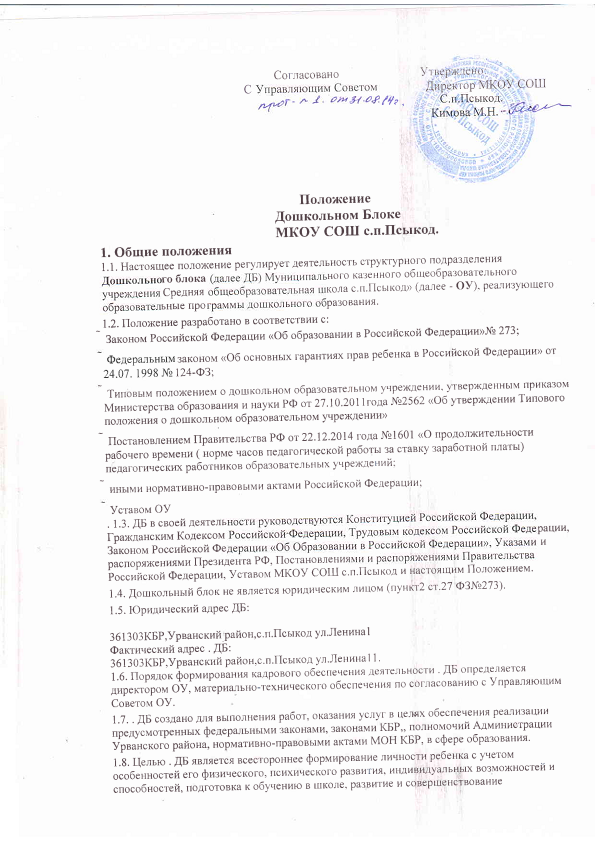 Согласовано Утверждено
С Управляющим Советом Директор МКОУ СОШ
прот-л 1. от 31.08.14г. С.п.Псыкод.
Кимова М.Н. -
Положение
Дошкольном Блоке
МКОУ СОШ с.п.Псыкод.
1. Общие положения
1.1. Настоящее положение регулирует деятельность структурного подразделения
Дошкольного блока (далее ДБ) Муниципального казенного общеобразовательного
учреждения Средняя общеобразовательная школа с.п.Псыкод» (далее - ОУ), реализующего
образовательные программы дошкольного образования.
1.2. Положение разработано в соответствии с:
- Законом Российской Федерации «Об образовании в Российской Федерации»№ 273;
- Федеральным законом «Об основных гарантиях прав ребенка в Российской Федерации» от
24.07. 1998 № 124-ФЗ;
- Типовым положением о дошкольном образовательном учреждении, утвержденным приказом
Министерства образования и науки РФ от 27.10.2011года №2562 «Об утверждении Типового
положения о дошкольном образовательном учреждении»
- Постановлением Правительства РФ от 22.12.2014 года №1601 «О продолжительности
рабочего времени ( норме часов педагогической работы за ставку заработной платы)
педагогических работников образовательных учреждений;
- иными нормативно-правовыми актами Российской Федерации;
- Уставом ОУ
. 1.3. ДБ в своей деятельности руководствуются Конституцией Российской Федерации,
Гражданским Кодексом Российской Федерации, Трудовым кодексом Российской Федерации,
Законом Российской Федерации «Об Образовании в Российской Федерации», Указами и
распоряжениями Президента РФ, Постановлениями и распоряжениями Правительства
Российской Федерации, Уставом МКОУ СОШ с.п.Псыкод и настоящим Положением.
1.4. Дошкольный блок не является юридическим лицом (пункт2 ст.27 ФЗ№273).
1.5. Юридический адрес ДБ:
361303КБР,Урванский район,с.п.Псыкод ул.Ленина1
Фактический адрес . ДБ:
361303КБР,Урванский район,с.п.Псыкод ул.Ленина11.
1.6. Порядок формирования кадрового обеспечения деятельности . ДБ определяется
директором ОУ, материально-технического обеспечения по согласованию с Управляющим
Советом ОУ.
1.7. . ДБ создано для выполнения работ, оказания услуг в целях обеспечения реализации
предусмотренных федеральными законами, законами КБР,, полномочий Администрации
Урванского района, нормативно-правовыми актами МОН КБР, в сфере образования.
1.8. Целью . ДБ является всестороннее формирование личности ребенка с учетом
особенностей его физического, психического развития, индивидуальных возможностей и
способностей, подготовка к обучению в школе, развитие и совершенствование